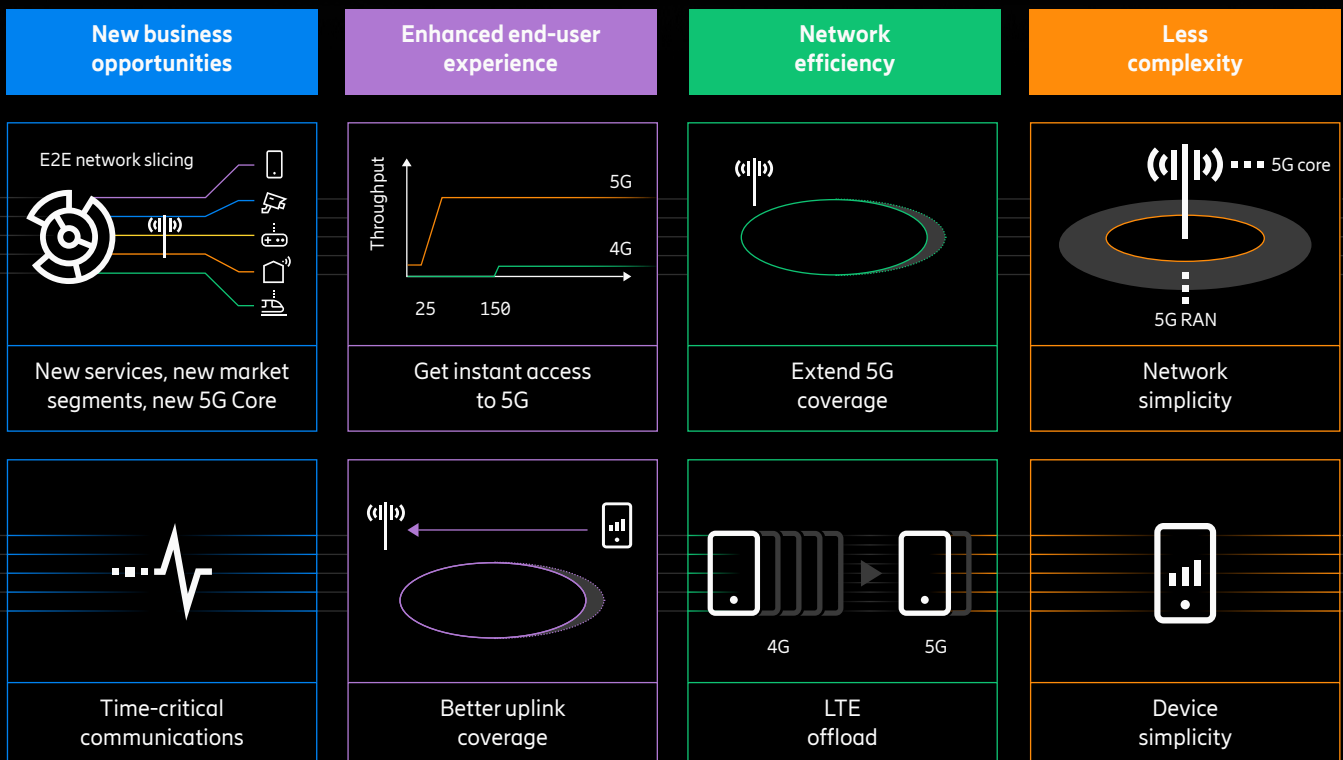 New business
opportunities
Enhanced end-user
experience
Network
efficiency
Less
complexity
E2E network slicing
New services, new market
segments, new 5G Core
Throughput
5G
4G
25 150
Get instant access
to 5G
Extend 5G
coverage
5G core
5G RAN
Network
simplicity
Time-critical
communications
Better uplink
coverage
4G 5G
LTE
offload
Device
simplicity